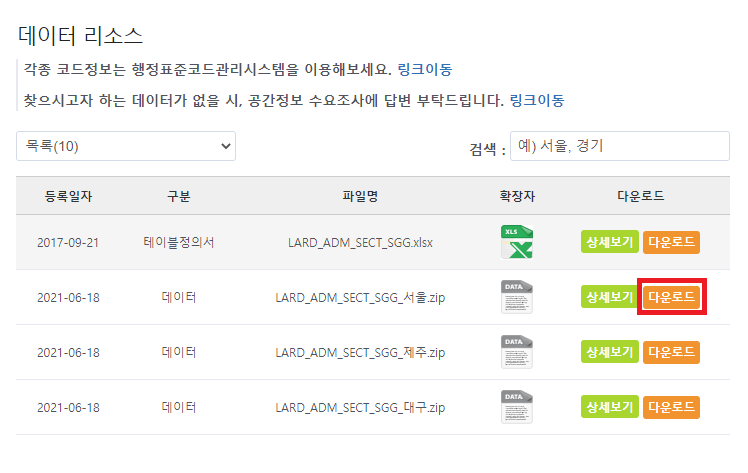 데이터 리소스
각종 코드정보는 행정표준코드관리시스템을 이용해보세요. 링크이동
찾으시고자 하는 데이터가 없을 시, 공간정보 수요조사에 답변 부탁드립니다. 링크이동
목록(10) 검색 : 예) 서울, 경기
등록일자 구분 파일명 확장자 다운로드
2017-09-21 테이블정의서 LARD_ADM_SECT_SGG.xlsx XLS 상세보기 다운로드
2021-06-18 데이터 LARD_ADM_SECT_SGG_서울.zip DATA 상세보기 다운로드
2021-06-18 데이터 LARD_ADM_SECT_SGG_제주.zip DATA 상세보기 다운로드
2021-06-18 데이터 LARD_ADM_SECT_SGG_대구.zip DATA 상세보기 다운로드